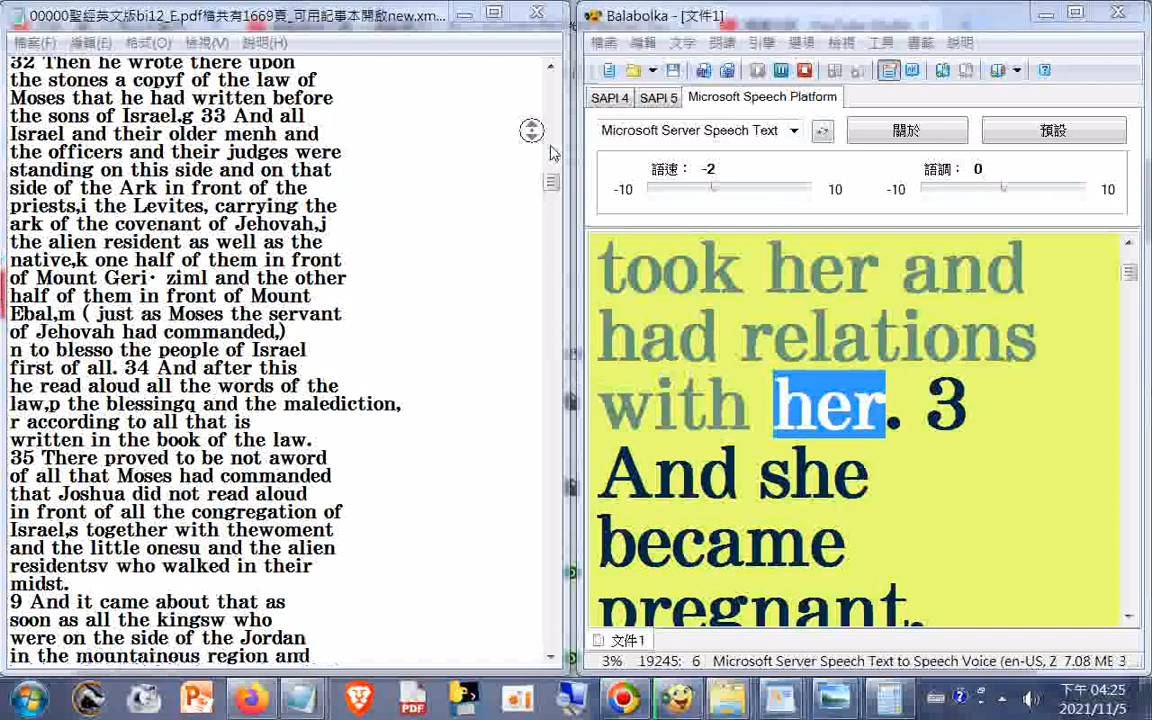 00000聖經英文版bi12_E.pdf檔共有1669頁_可用記事本開啟new.xm...
檔案(F) 編輯(E) 格式(O) 檢視(V) 說明(H)
32 Then he wrote there upon
the stones a copyf of the law of
Moses that he had written before
the sons of Israel.g 33 And all
Israel and their older menh and
the officers and their judges were
standing on this side and on that
side of the Ark in front of the
priests,i the Levites, carrying the
ark of the covenant of Jehovah,j
the alien resident as well as the
native,k one half of them in front
of Mount Geri· ziml and the other
half of them in front of Mount
Ebal,m ( just as Moses the servant
of Jehovah had commanded,)
n to blesso the people of Israel
first of all. 34 And after this
he read aloud all the words of the
law,p the blessingq and the malediction,
r according to all that is
written in the book of the law.
35 There proved to be not aword
of all that Moses had commanded
that Joshua did not read aloud
in front of all the congregation of
Israel,s together with thewoment
and the little onesu and the alien
residentsv who walked in their
midst.
9 And it came about that as
soon as all the kingsw who
were on the side of the Jordan
in the mountainous region and
Balabolka - [文件1]
檔案 編輯 文字 朗讀 引擎 選項 檢視 工具 書籤 說明
SAPI 4 SAPI 5 Microsoft Speech Platform
Microsoft Server Speech Text 關於 預設
語速： -2 語調： 0
-10 10 -10 10
took her and
had relations
with her. 3
And she
became
pregnant.
文件1
3% 19245: 6 Microsoft Server Speech Text to Speech Voice (en-US, Z 7.08 ME 3
PDF
下午 04:25
2021/11/5